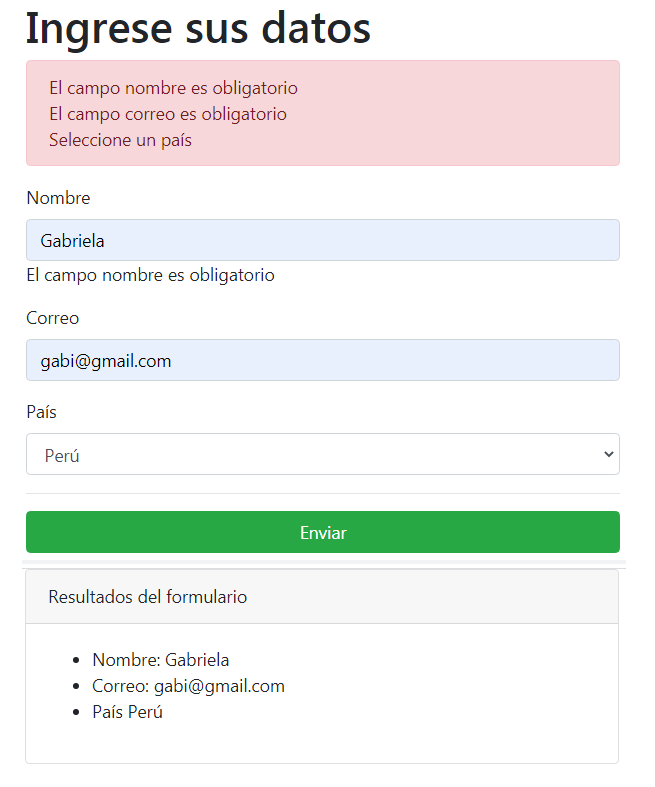 Ingrese sus datos
El campo nombre es obligatorio
El campo correo es obligatorio
Seleccione un país
Nombre
Gabriela
El campo nombre es obligatorio
Correo
gabi@gmail.com
País
Perú
Enviar
Resultados del formulario
Nombre: Gabriela
Correo: gabi@gmail.com
País Perú